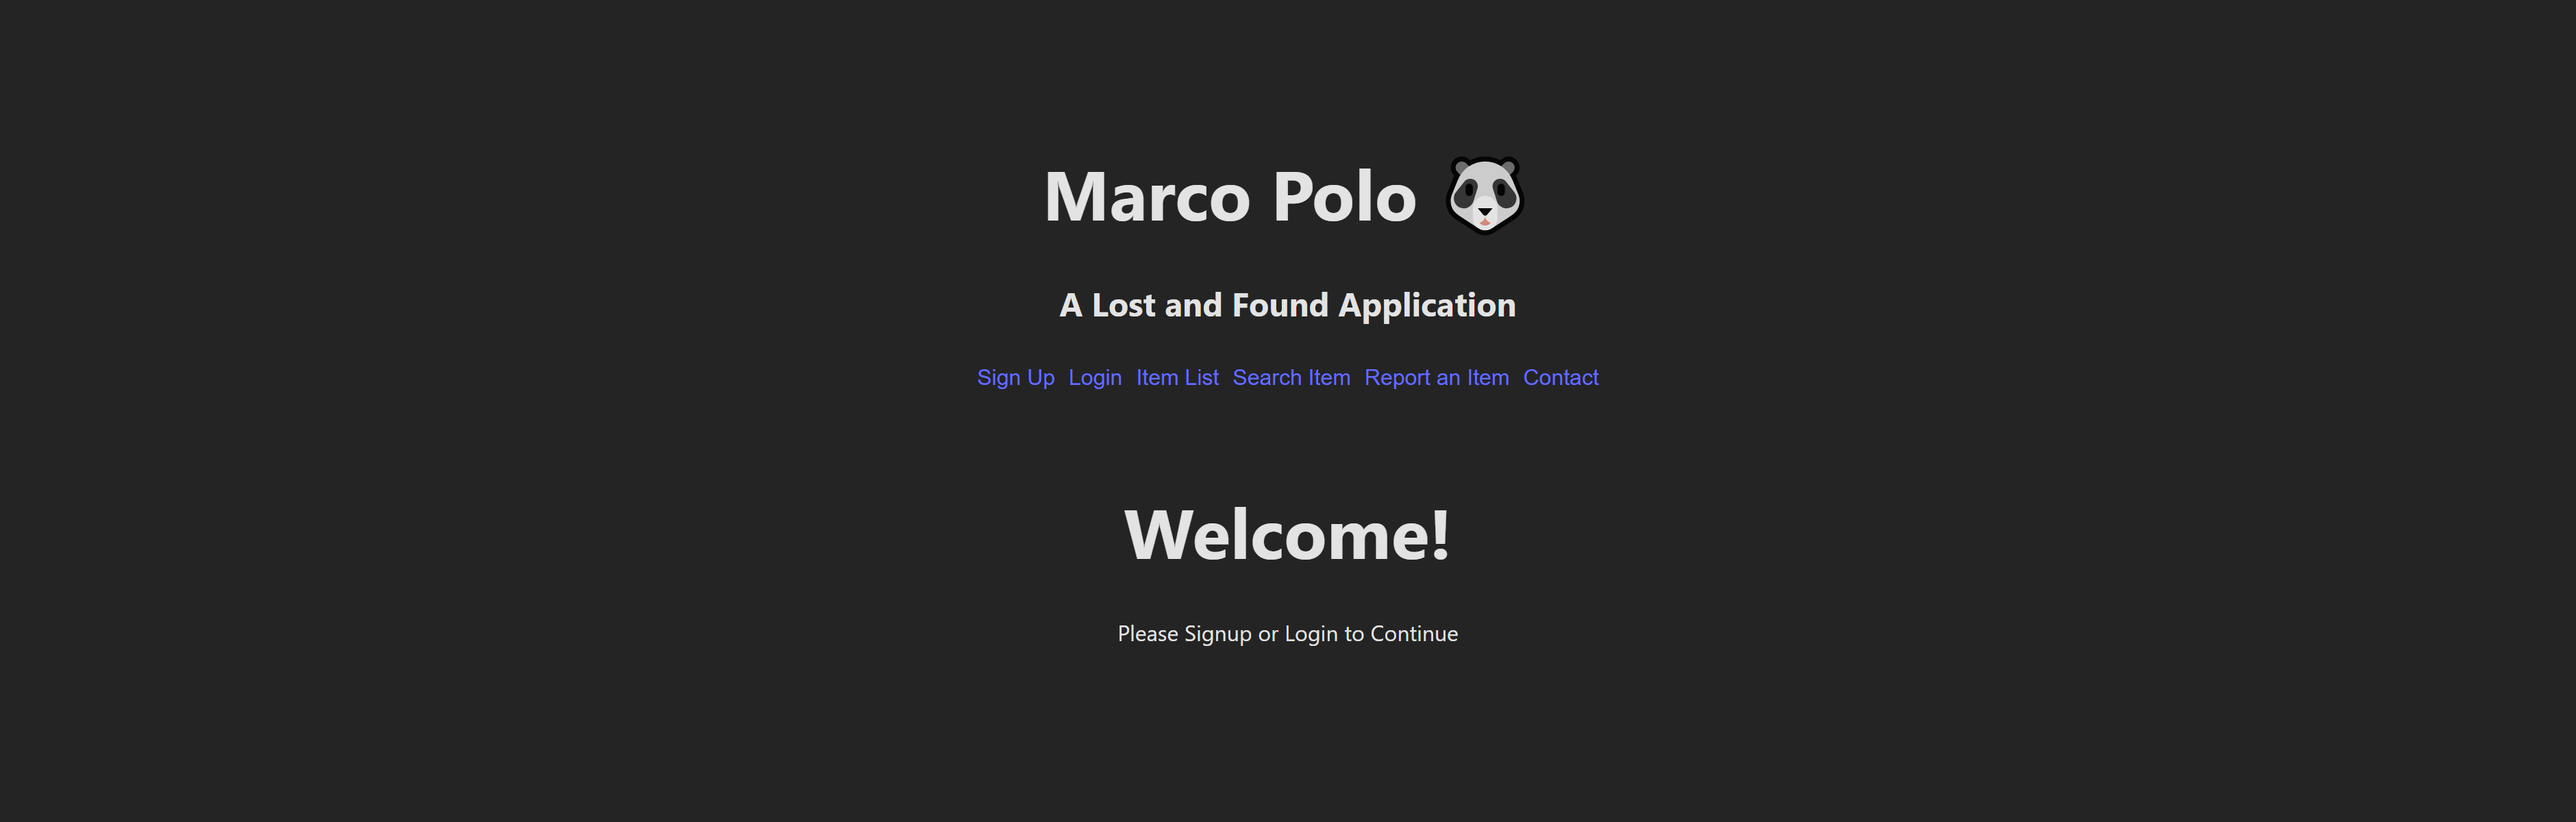 Marco Polo
A Lost and Found Application
Sign Up Login Item List Search Item Report an Item Contact
Welcome!
Please Signup or Login to Continue